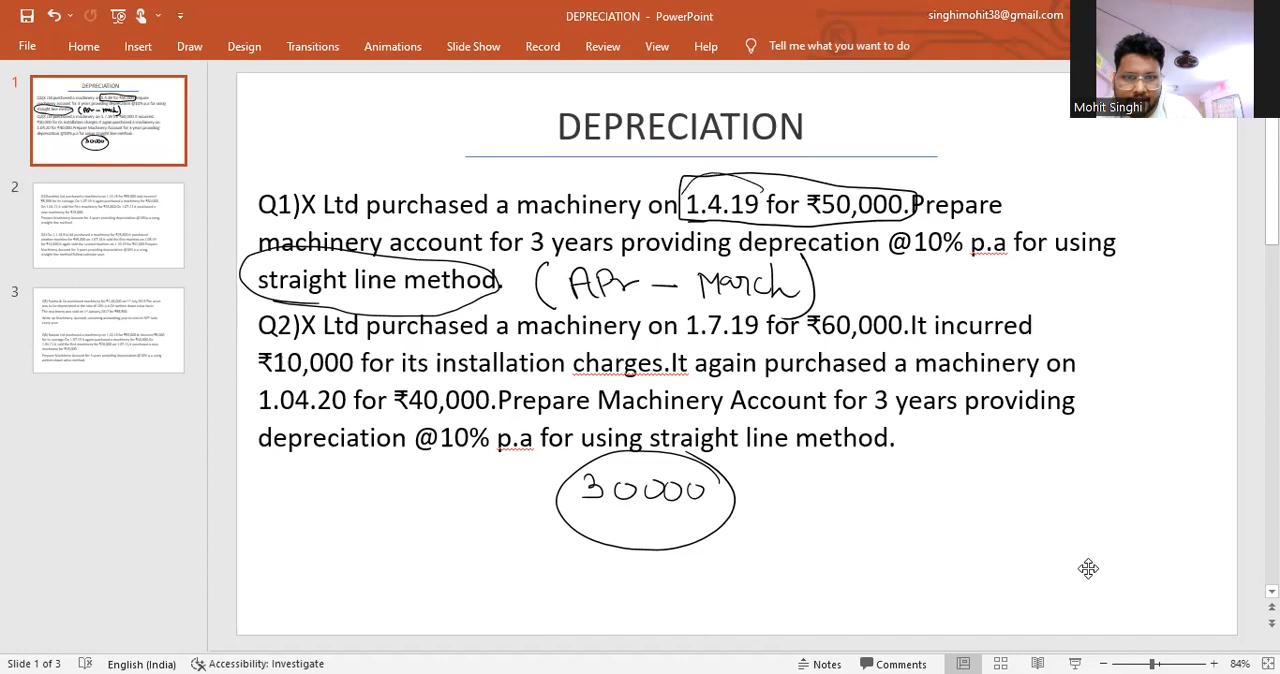 DEPRECIATION - PowerPoint
singhimohit38@gmail.com
File Home Insert Draw Design Transitions Animations Slide Show Record Review View Help Tell me what you want to do
Mohit Singhi
1
2
3
DEPRECIATION
Q1)X Ltd purchased a machinery on 1.4.19 for ₹50,000.Prepare
machinery account for 3 years providing deprecation @10% p.a for using
straight line method. (APr - March)
Q2)X Ltd purchased a machinery on 1.7.19 for ₹60,000.It incurred
₹10,000 for its installation charges.It again purchased a machinery on
1.04.20 for ₹40,000.Prepare Machinery Account for 3 years providing
depreciation @10% p.a for using straight line method.
30000
Slide 1 of 3 English (India) Accessibility: Investigate Notes Comments 84%